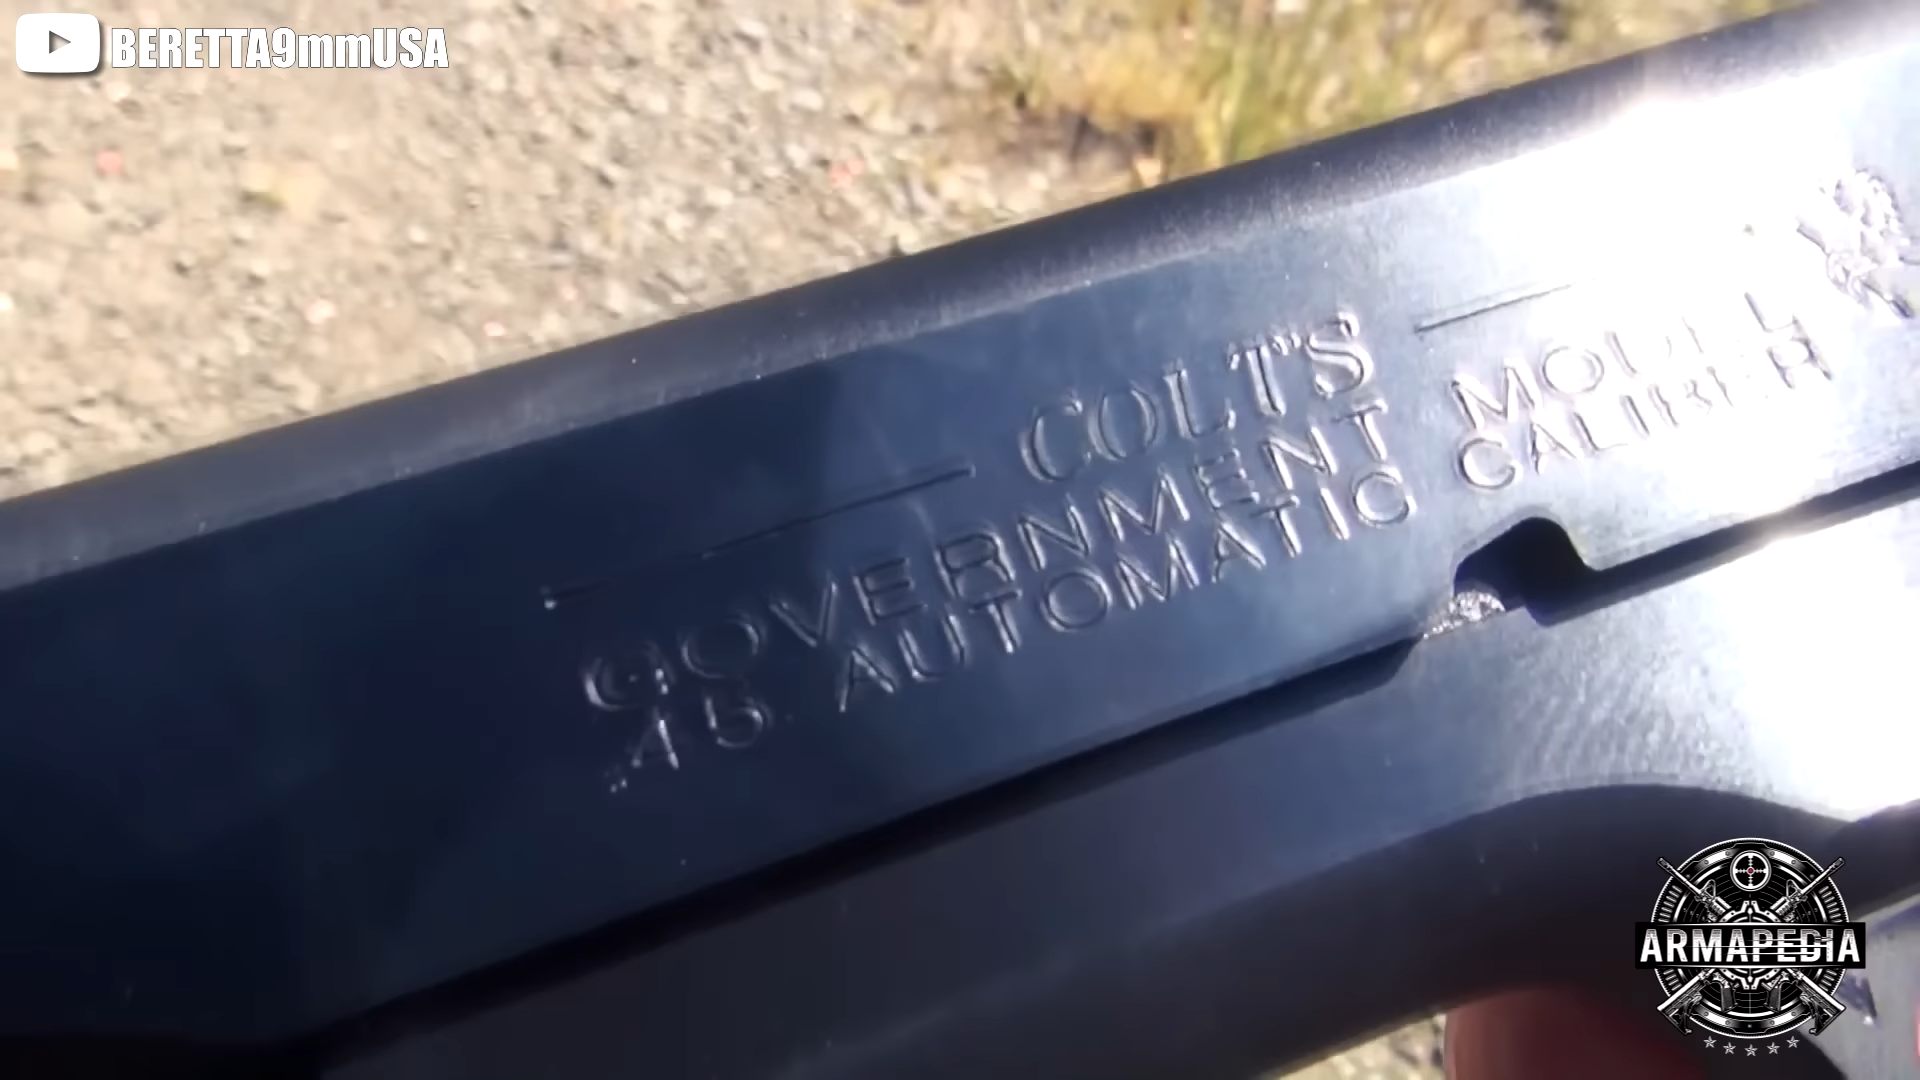 BERETTA9mmUSA
COLT'S
GOVERNMENT MODEL
.45 AUTOMATIC CALIBER
ARMAPEDIA